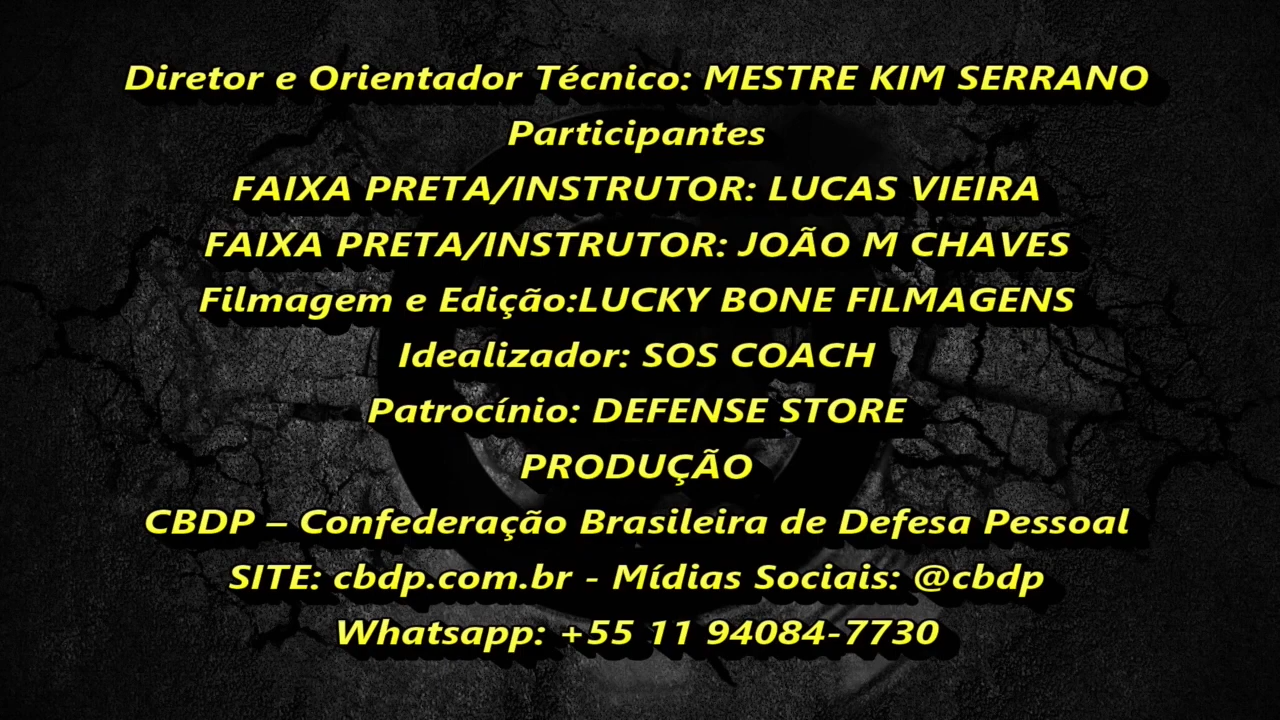 Diretor e Orientador Técnico: MESTRE KIM SERRANO
Participantes
FAIXA PRETA/INSTRUTOR: LUCAS VIEIRA
FAIXA PRETA/INSTRUTOR: JOÃO M CHAVES
Filmagem e Edição:LUCKY BONE FILMAGENS
Idealizador: SOS COACH
Patrocínio: DEFENSE STORE
PRODUÇÃO
CBDP – Confederação Brasileira de Defesa Pessoal
SITE: cbdp.com.br - Mídias Sociais: @cbdp
Whatsapp: +55 11 94084-7730